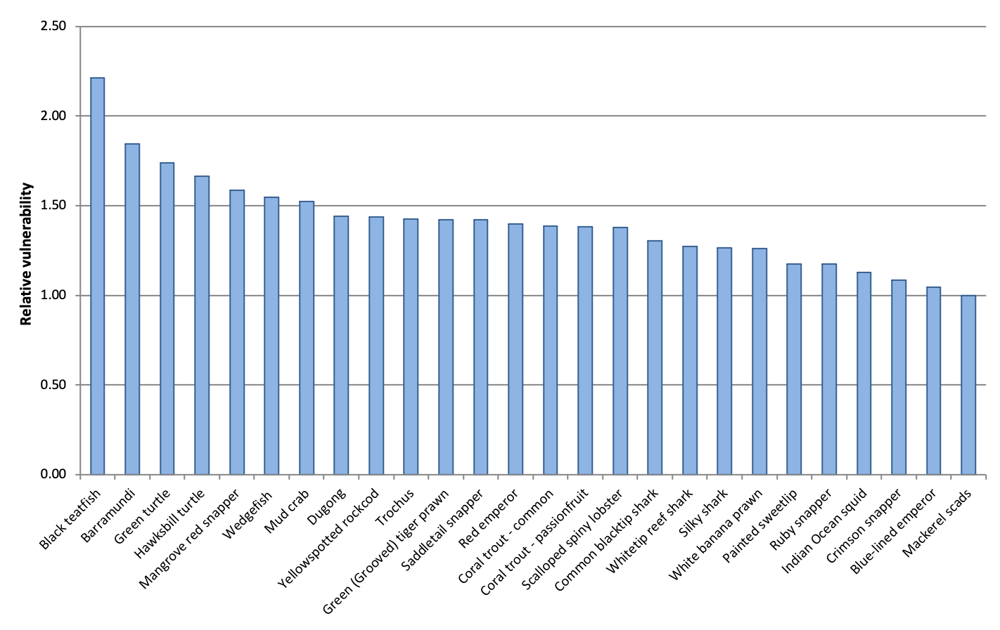 2.50
2.00
1.50
1.00
0.50
0.00
Relative vulnerability
Black teatfish
Barramundi
Green turtle
Hawksbill turtle
Mangrove red snapper
Wedgefish
Mud crab
Dugong
Yellowspotted rockcod
Trochus
Green (Grooved) tiger prawn
Saddletail snapper
Red emperor
Coral trout - common
Coral trout - passionfruit
Scalloped spiny lobster
Common blacktip shark
Whitetip reef shark
Silky shark
White banana prawn
Painted sweetlip
Ruby snapper
Indian Ocean squid
Crimson snapper
Blue-lined emperor
Mackerel scads